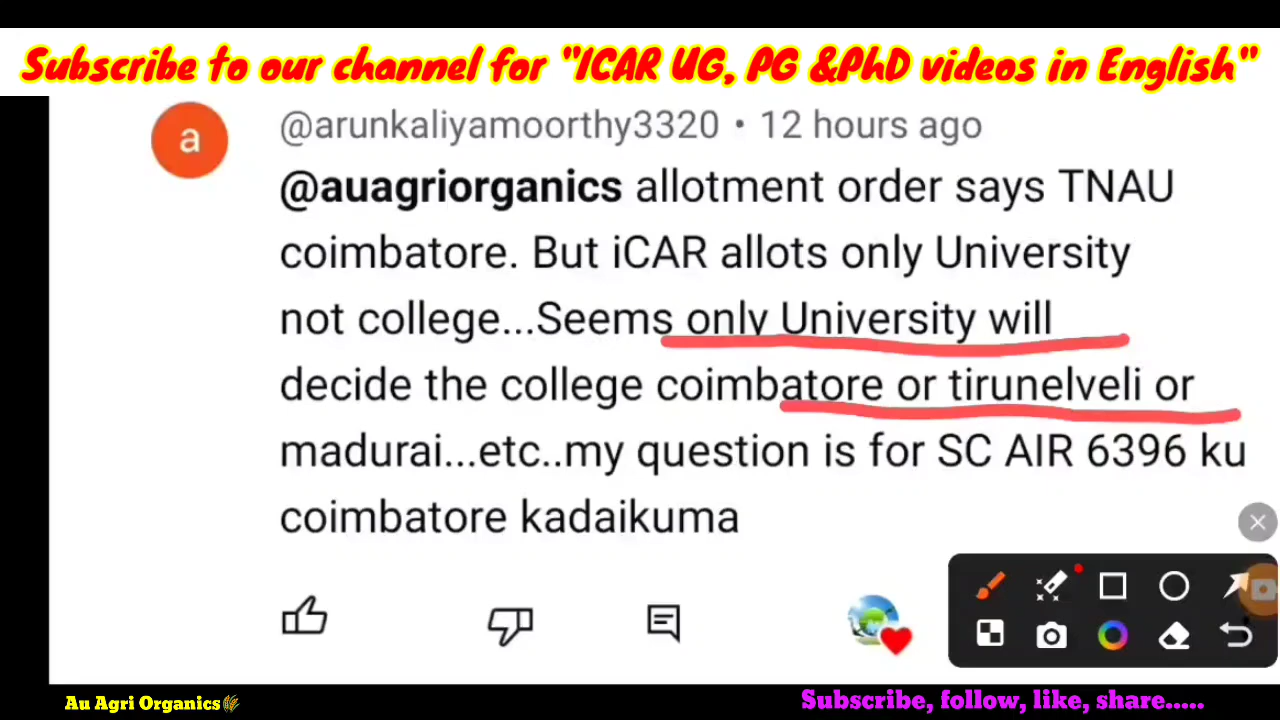 Subscribe to our channel for "ICAR UG, PG &PhD videos in English"
a
@arunkaliyamoorthy3320 • 12 hours ago
@auagriorganics allotment order says TNAU
coimbatore. But iCAR allots only University
not college...Seems only University will
decide the college coimbatore or tirunelveli or
madurai...etc..my question is for SC AIR 6396 ku
coimbatore kadaikuma
Au Agri Organics
Subscribe, follow, like, share.....